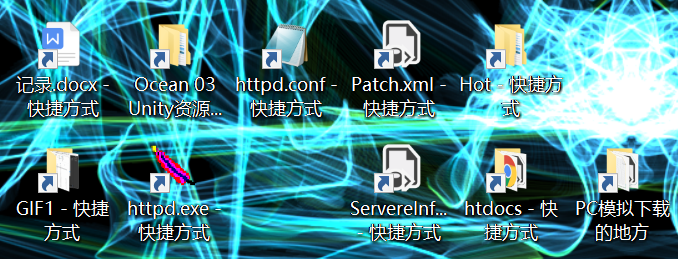 记录.docx -
快捷方式
Ocean 03
Unity资源...
httpd.conf -
快捷方式
Patch.xml -
快捷方式
Hot - 快捷方
式
GIF1 - 快捷
方式
httpd.exe -
快捷方式
ServereInf...
- 快捷方式
htdocs - 快
捷方式
PC模拟下载
的地方